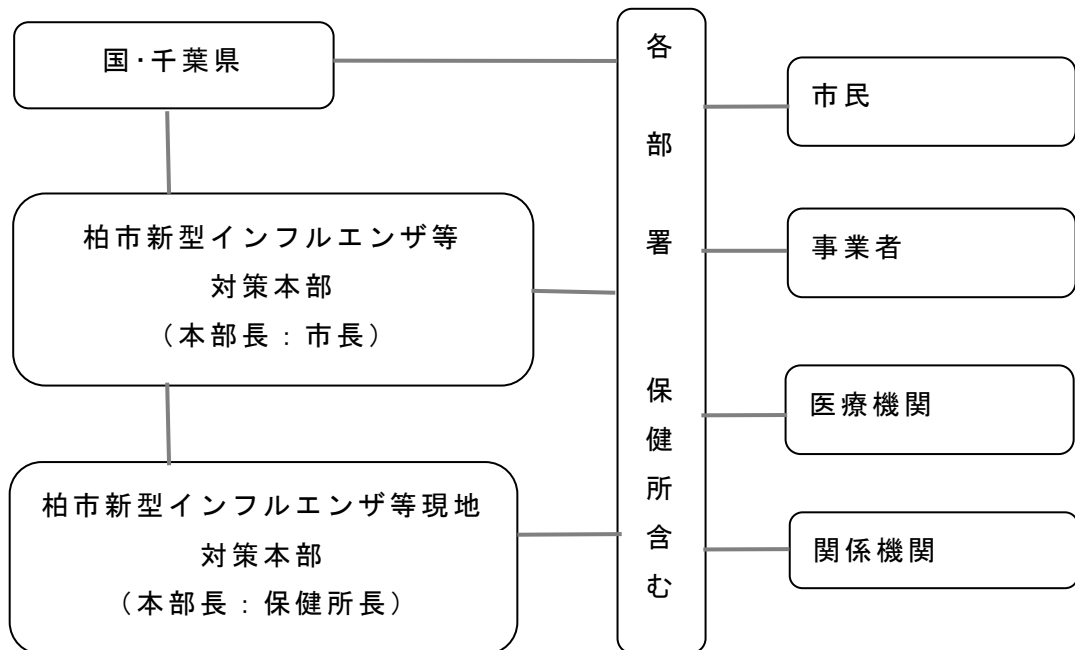 国･千葉県
柏市新型インフルエンザ等
対策本部
（本部長：市長）
柏市新型インフルエンザ等現地
対策本部
（本部長：保健所長）
各部署　保健所含む
市民
事業者
医療機関
関係機関